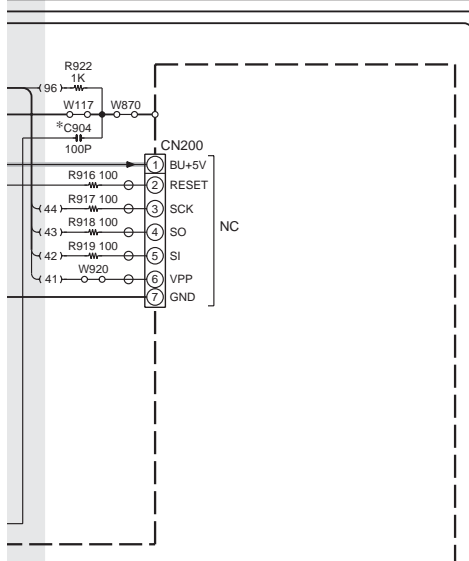 R922
1K
96
W117 W870
*C904
100P
CN200
1 BU+5V
R916 100 2 RESET
R917 100
44 3 SCK
R918 100
43 4 SO
NC
R919 100
42 5 SI
W920
41 6 VPP
7 GND